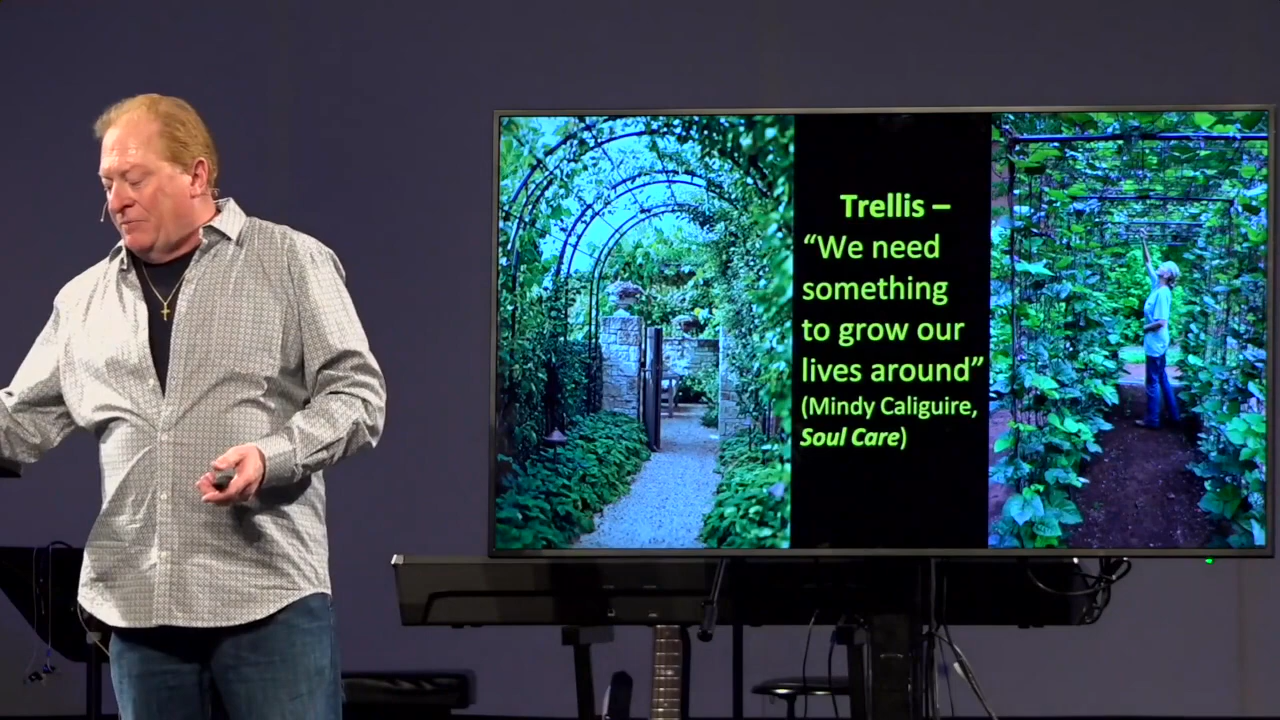 Trellis –
“We need
something
to grow our
lives around”
(Mindy Caliguire,
Soul Care)